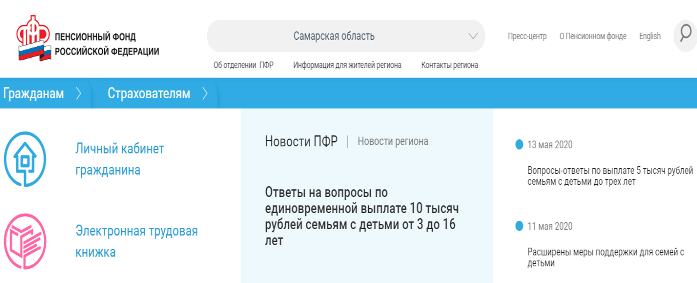 ПЕНСИОННЫЙ ФОНД
РОССИЙСКОЙ ФЕДЕРАЦИИ
Самарская область
Пресс-центр
О Пенсионном фонде
English
Об отделении ПФР
Информация для жителей региона
Контакты региона
Гражданам
Страхователям
Личный кабинет
гражданина
Электронная трудовая
книжка
Новости ПФР
Новости региона
Ответы на вопросы по
единовременной выплате 10 тысяч
рублей семьям с детьми от 3 до 16
лет
13 мая 2020
Вопросы-ответы по выплате 5 тысяч рублей
семьям с детьми до трех лет
11 мая 2020
Расширены меры поддержки для семей с
детьми